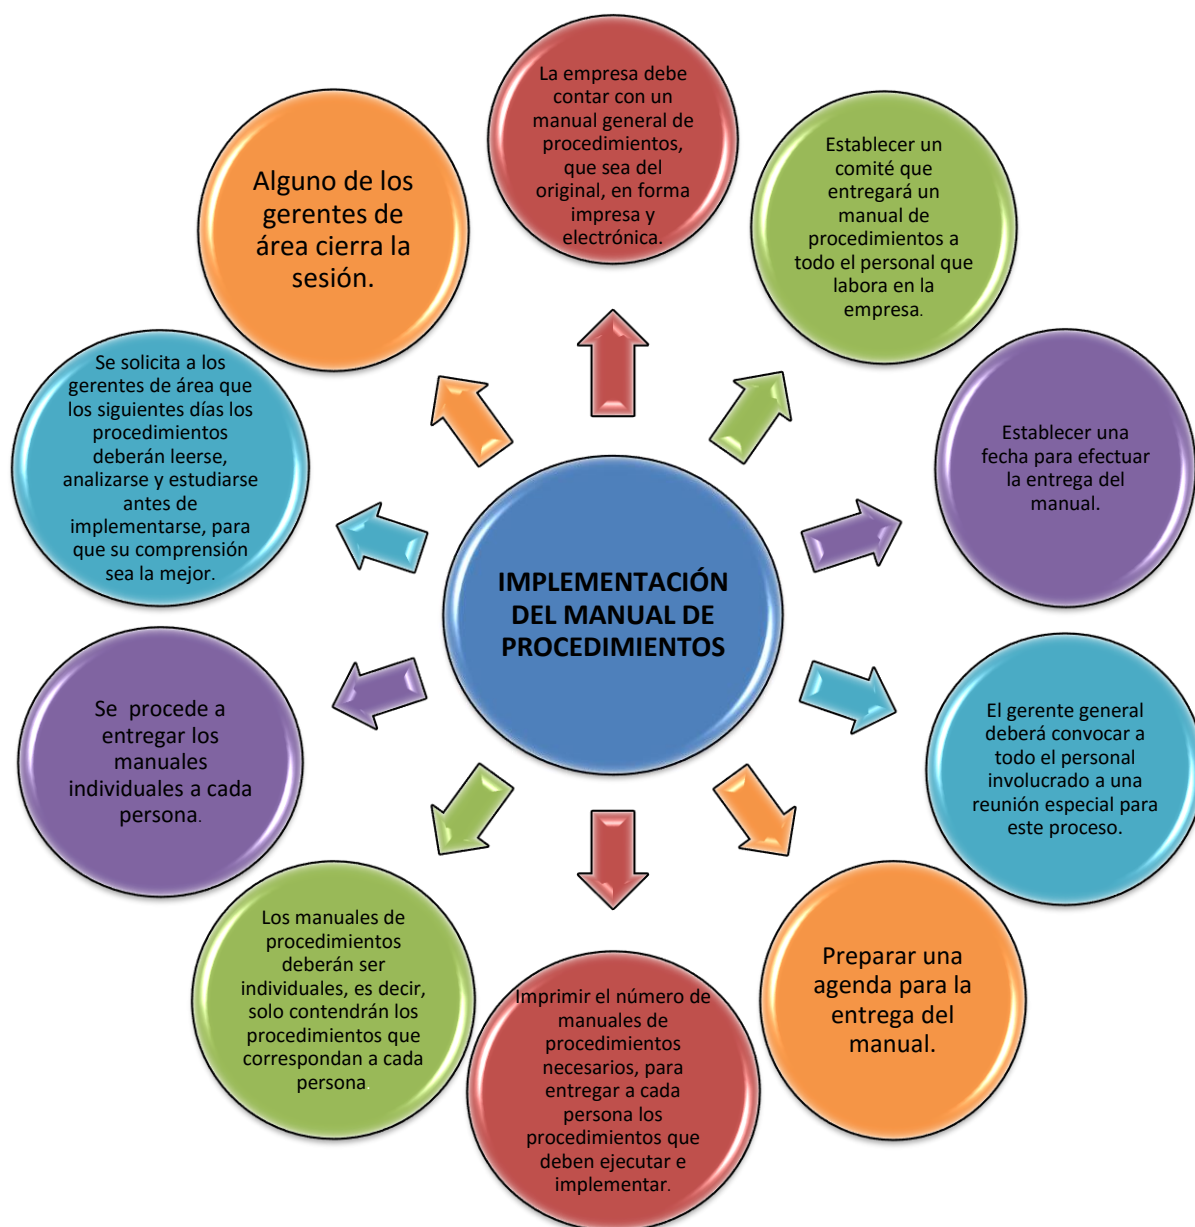 La empresa debe
contar con un
manual general de
procedimientos,
que sea del
original, en forma
impresa y
electrónica.
Establecer un
comité que
entregará un
manual de
procedimientos a
todo el personal que
labora en la
empresa.
Establecer una
fecha para efectuar
la entrega del
manual.
El gerente general
deberá convocar a
todo el personal
involucrado a una
reunión especial para
este proceso.
Preparar una
agenda para la
entrega del
manual.
Imprimir el número de
manuales de
procedimientos
necesarios, para
entregar a cada
persona los
procedimientos que
deben ejecutar e
implementar.
Los manuales de
procedimientos
deberán ser
individuales, es decir,
solo contendrán los
procedimientos que
correspondan a cada
persona.
Se procede a
entregar los
manuales
individuales a cada
persona.
Se solicita a los
gerentes de área que
los siguientes días los
procedimientos
deberán leerse,
analizarse y estudiarse
antes de
implementarse, para
que su comprensión
sea la mejor.
Alguno de los
gerentes de
área cierra la
sesión.
IMPLEMENTACIÓN
DEL MANUAL DE
PROCEDIMIENTOS